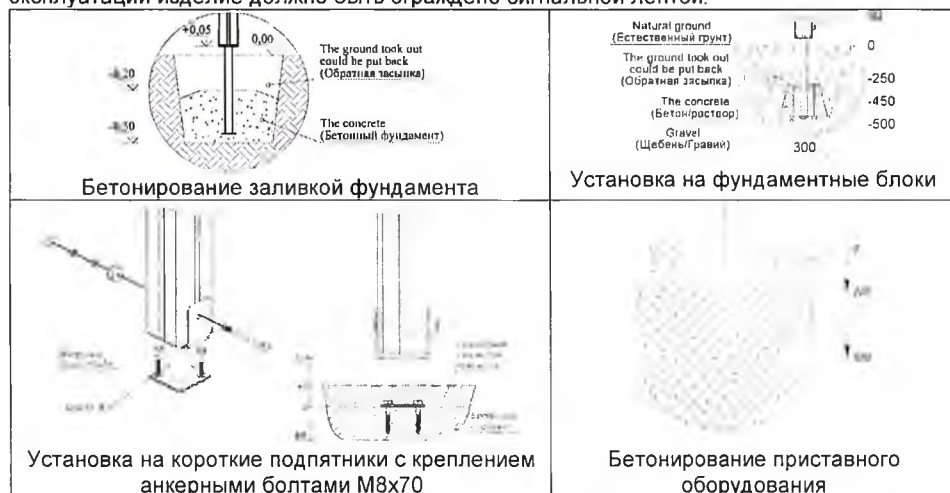 эксплуатации изделие должно быть ограждено сигнальной лентой.
+0,05
0,00
The ground took out
could be put back
(Обратная засыпка)
The concrete
(Бетонный фундамент)
Бетонирование заливкой фундамента
Natural ground
(Естественный грунт)
The ground took out
could be put back
(Обратная засыпка)
The concrete
(Бетон/раствор)
Gravel
(Щебень/Гравий)
0
-250
-450
-500
300
Установка на фундаментные блоки
Установка на короткие подпятники с креплением
анкерными болтами М8х70
Бетонирование приставного
оборудования